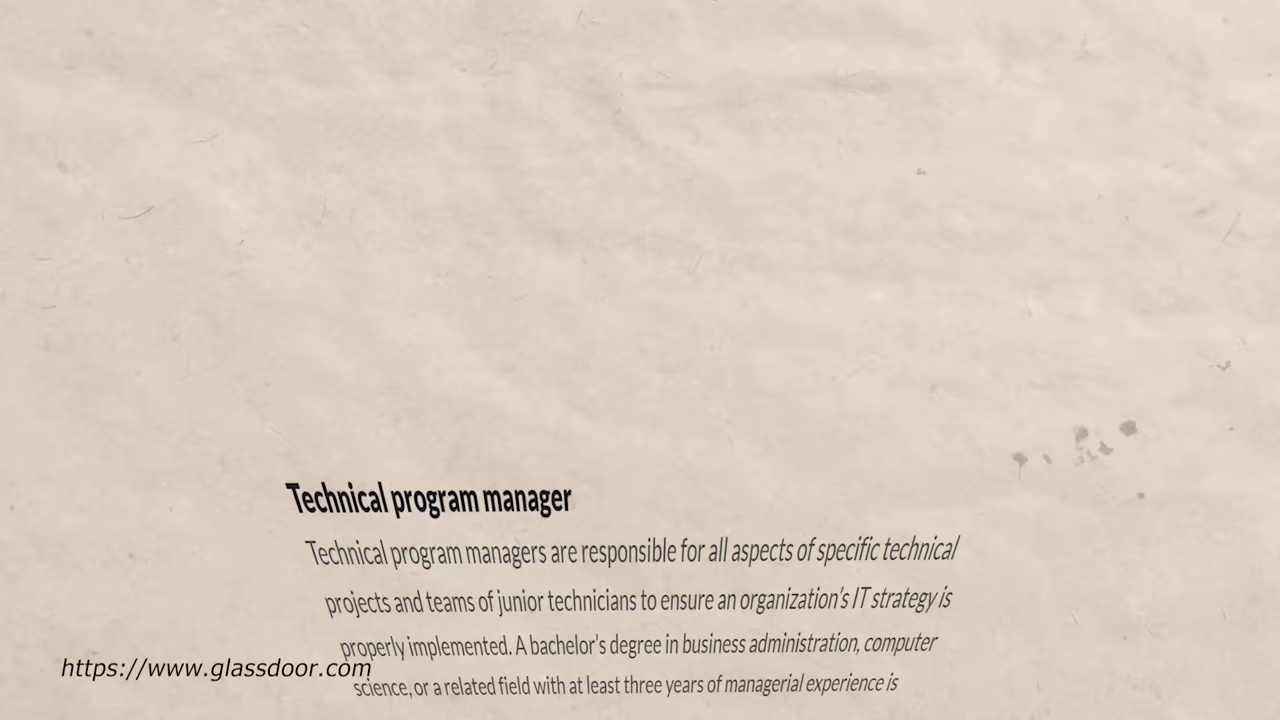 Technical program manager
Technical program managers are responsible for all aspects of specific technical
projects and teams of junior technicians to ensure an organization's IT strategy is
properly implemented. A bachelor's degree in business administration, computer
https://www.glassdoor.com
science, or a related field with at least three years of managerial experience is